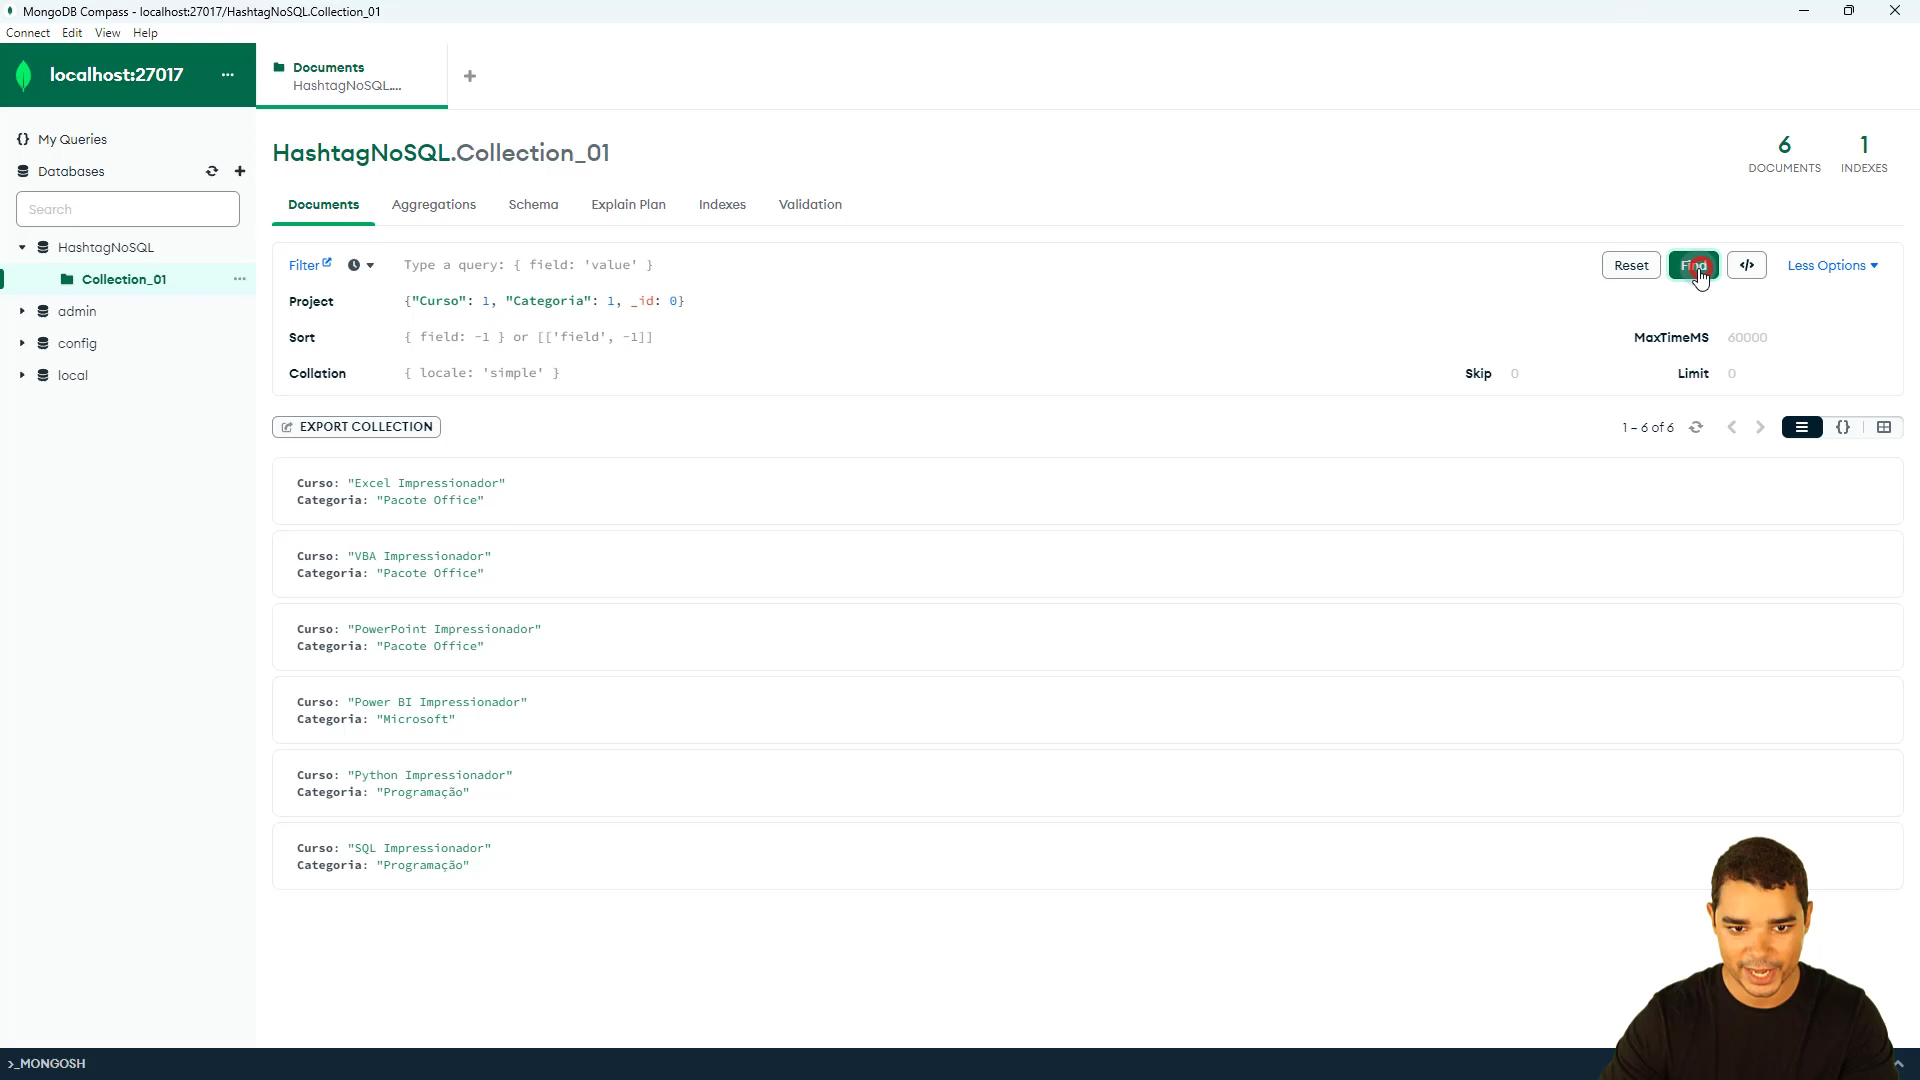 MongoDB Compass - localhost:27017/HashtagNoSQL.Collection_01
Connect Edit View Help
localhost:27017 ...
Documents
HashtagNoSQL....
My Queries
Databases
Search
HashtagNoSQL
Collection_01 ...
admin
config
local
HashtagNoSQL.Collection_01
6
DOCUMENTS
1
INDEXES
Documents Aggregations Schema Explain Plan Indexes Validation
Filter Type a query: { field: 'value' } Reset Find </> Less Options
Project {"Curso": 1, "Categoria": 1, _id: 0}
Sort { field: -1 } or [['field', -1]] MaxTimeMS 60000
Collation { locale: 'simple' } Skip 0 Limit 0
EXPORT COLLECTION 1 – 6 of 6 {}
Curso: "Excel Impressionador"
Categoria: "Pacote Office"
Curso: "VBA Impressionador"
Categoria: "Pacote Office"
Curso: "PowerPoint Impressionador"
Categoria: "Pacote Office"
Curso: "Power BI Impressionador"
Categoria: "Microsoft"
Curso: "Python Impressionador"
Categoria: "Programação"
Curso: "SQL Impressionador"
Categoria: "Programação"
>_MONGOSH